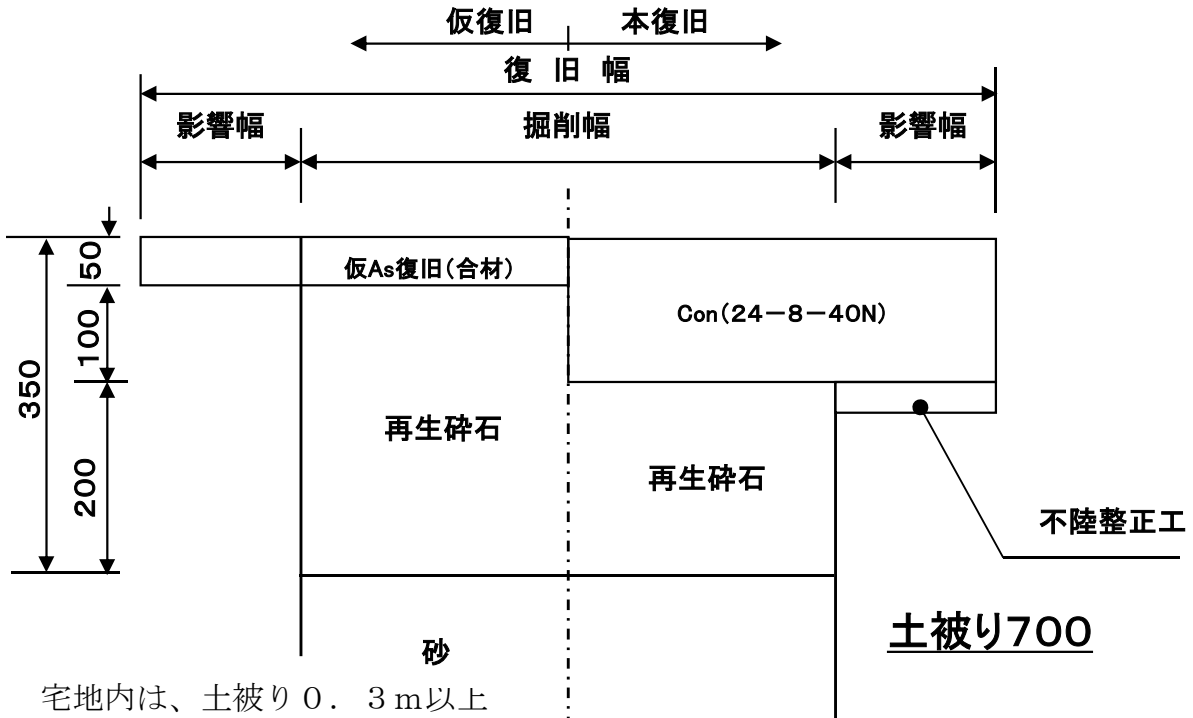 仮復旧 本復旧
復 旧 幅
影響幅 掘削幅 影響幅
50
仮As復旧(合材)
100
Con(24-8-40N)
350
再生砕石
200
再生砕石
不陸整正工
土被り700
砂
宅地内は、土被り0.3m以上